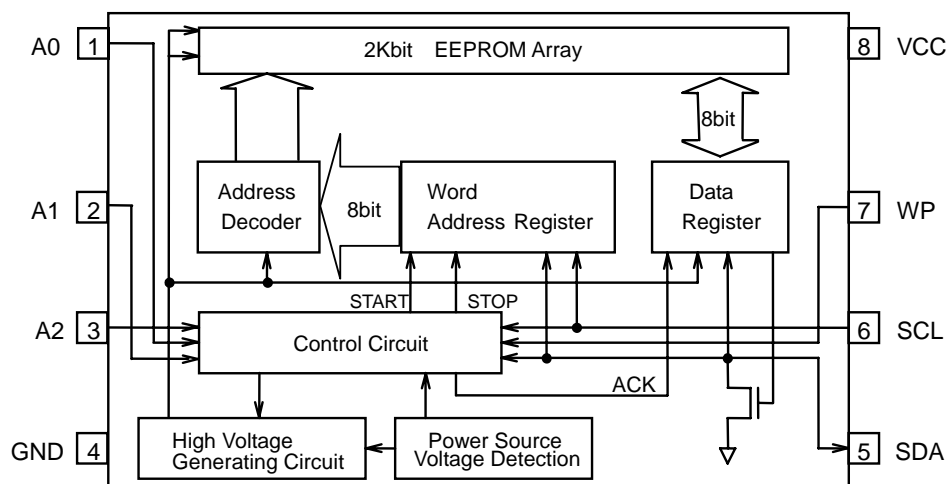 2Kbit EEPROM Array
A0 1
8 VCC
8bit
Address
Decoder
8bit
Word
Address Register
Data
Register
A1 2
7 WP
START STOP
A2 3
Control Circuit
6 SCL
ACK
GND 4
High Voltage
Generating Circuit
Power Source
Voltage Detection
5 SDA